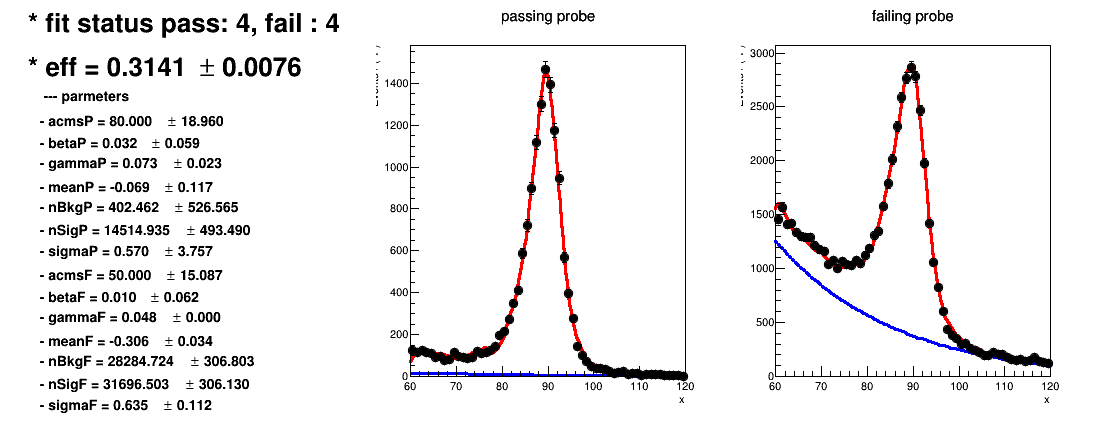 * fit status pass: 4, fail : 4
* eff = 0.3141 ± 0.0076
--- parmeters
- acmsP = 80.000 ± 18.960
- betaP = 0.032 ± 0.059
- gammaP = 0.073 ± 0.023
- meanP = -0.069 ± 0.117
- nBkgP = 402.462 ± 526.565
- nSigP = 14514.935 ± 493.490
- sigmaP = 0.570 ± 3.757
- acmsF = 50.000 ± 15.087
- betaF = 0.010 ± 0.062
- gammaF = 0.048 ± 0.000
- meanF = -0.306 ± 0.034
- nBkgF = 28284.724 ± 306.803
- nSigF = 31696.503 ± 306.130
- sigmaF = 0.635 ± 0.112
passing probe
1400
1200
1000
800
600
400
200
0
60 70 80 90 100 110 120
x
failing probe
3000
2500
2000
1500
1000
500
0
60 70 80 90 100 110 120
x